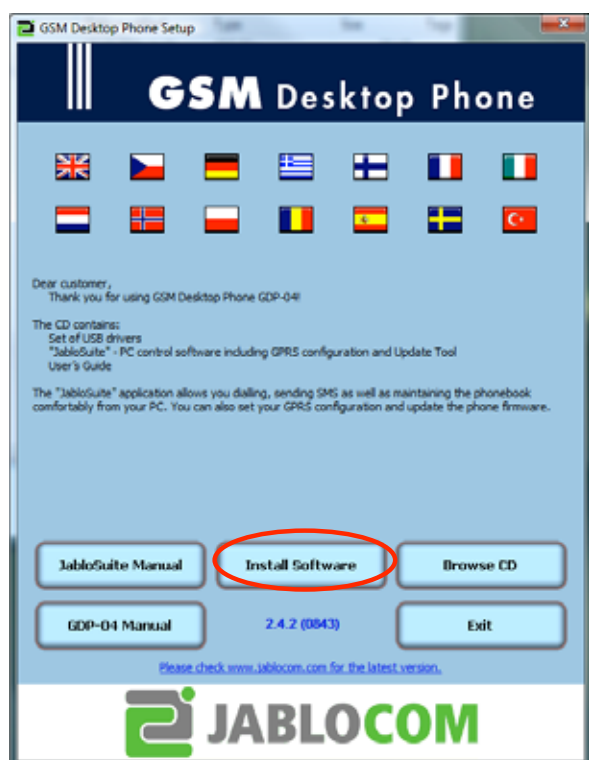 GSM Desktop Phone Setup
GSM Desktop Phone
Dear customer,
Thank you for using GSM Desktop Phone GDP-04!
The CD contains:
Set of USB drivers
"JabloSuite" - PC control software including GPRS configuration and Update Tool
User's Guide
The "JabloSuite" application allows you dialling, sending SMS as well as maintaining the phonebook
comfortably from your PC. You can also set your GPRS configuration and update the phone firmware.
JabloSuite Manual
Install Software
Browse CD
GDP-04 Manual
2.4.2 (0843)
Exit
Please check www.jablocom.com for the latest version.
JABLOCOM